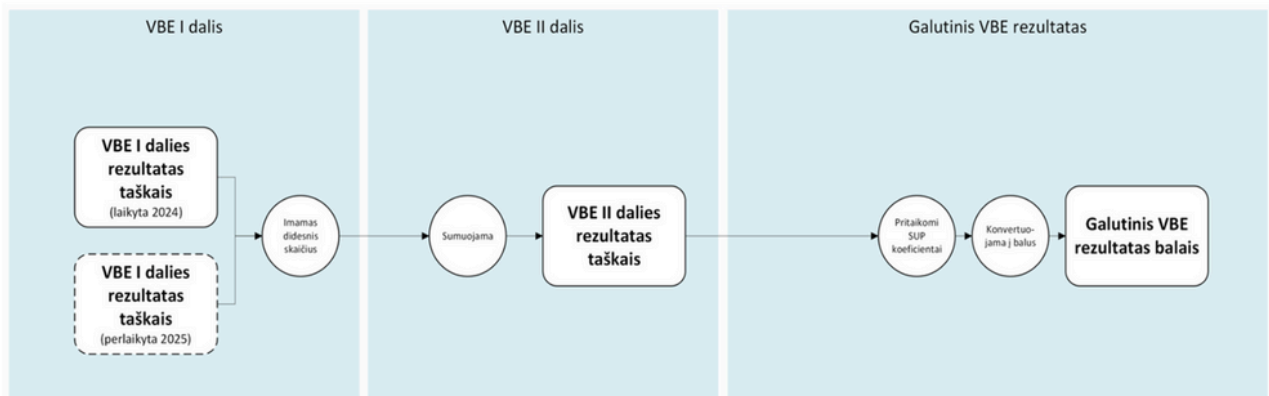 VBE I dalis
VBE I dalies
rezultatas
taškais
(laikyta 2024)
VBE I dalies
rezultatas
taškais
(perlaikyta 2025)
Imamas
didesnis
skaičius
VBE II dalis
Sumuojama
VBE II dalies
rezultatas
taškais
Galutinis VBE rezultatas
Pritaikomi
SUP
koeficientai
Konvertuo-
jama į balus
Galutinis VBE
rezultatas balais